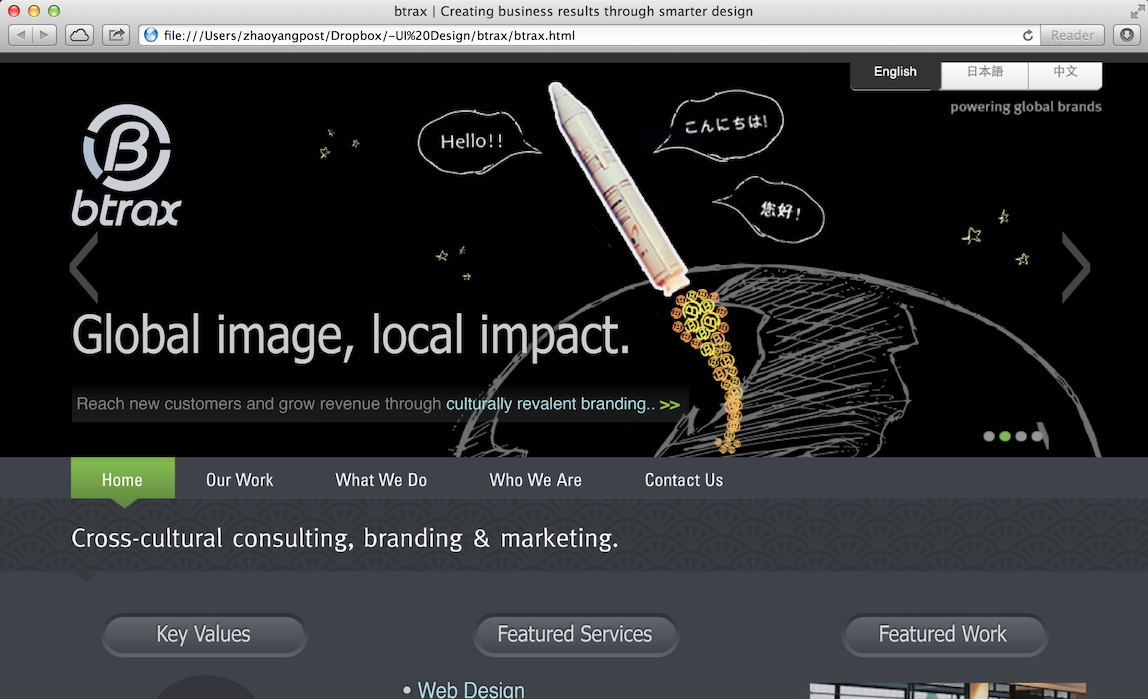 btrax | Creating business results through smarter design
file:///Users/zhaoyangpost/Dropbox/-UI%20Design/btrax/btrax.html
Reader
English
日本語
中文
powering global brands
Hello!!
こんにちは!
您好!
B
btrax
Global image, local impact.
Reach new customers and grow revenue through culturally revalent branding.. >>
Home
Our Work
What We Do
Who We Are
Contact Us
Cross-cultural consulting, branding & marketing.
Key Values
Featured Services
Featured Work
• Web Design